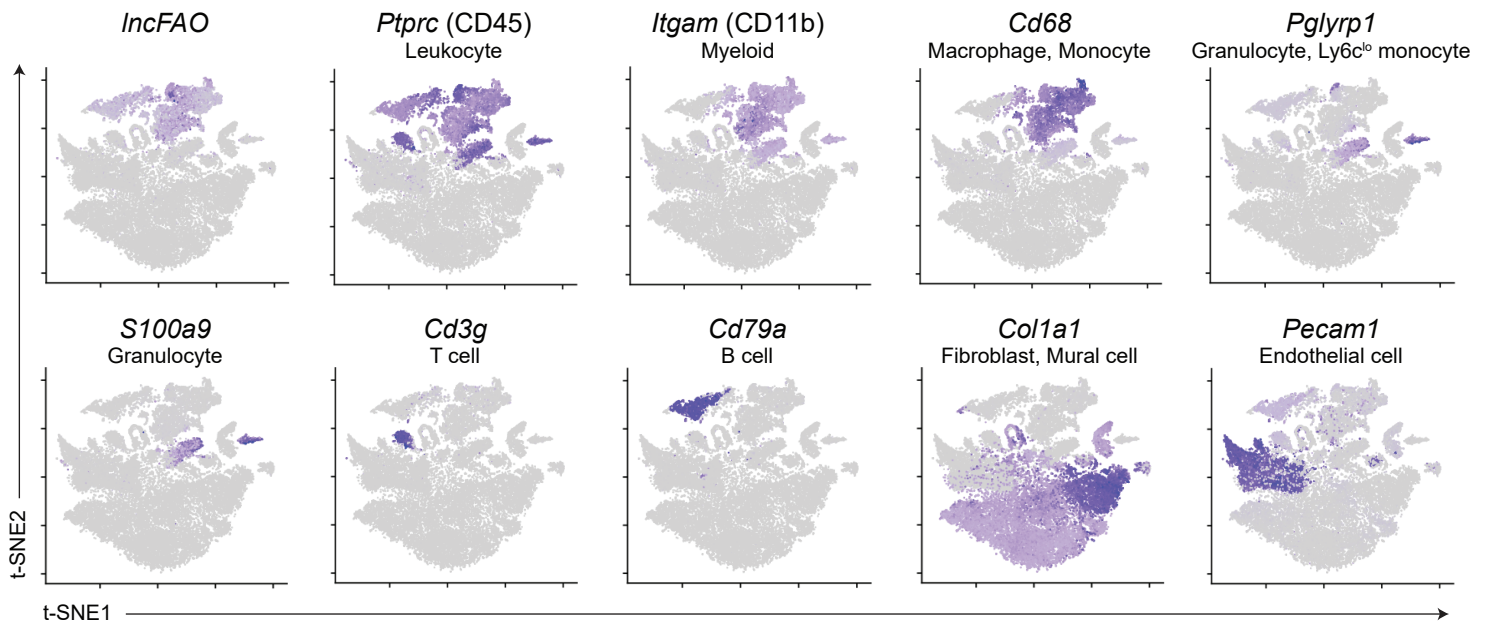 lncFAO
Ptprc (CD45)
Leukocyte
Itgam (CD11b)
Myeloid
Cd68
Macrophage, Monocyte
Pglyrp1
Granulocyte, Ly6cˡᵒ monocyte
S100a9
Granulocyte
Cd3g
T cell
Cd79a
B cell
Col1a1
Fibroblast, Mural cell
Pecam1
Endothelial cell
t-SNE2
t-SNE1